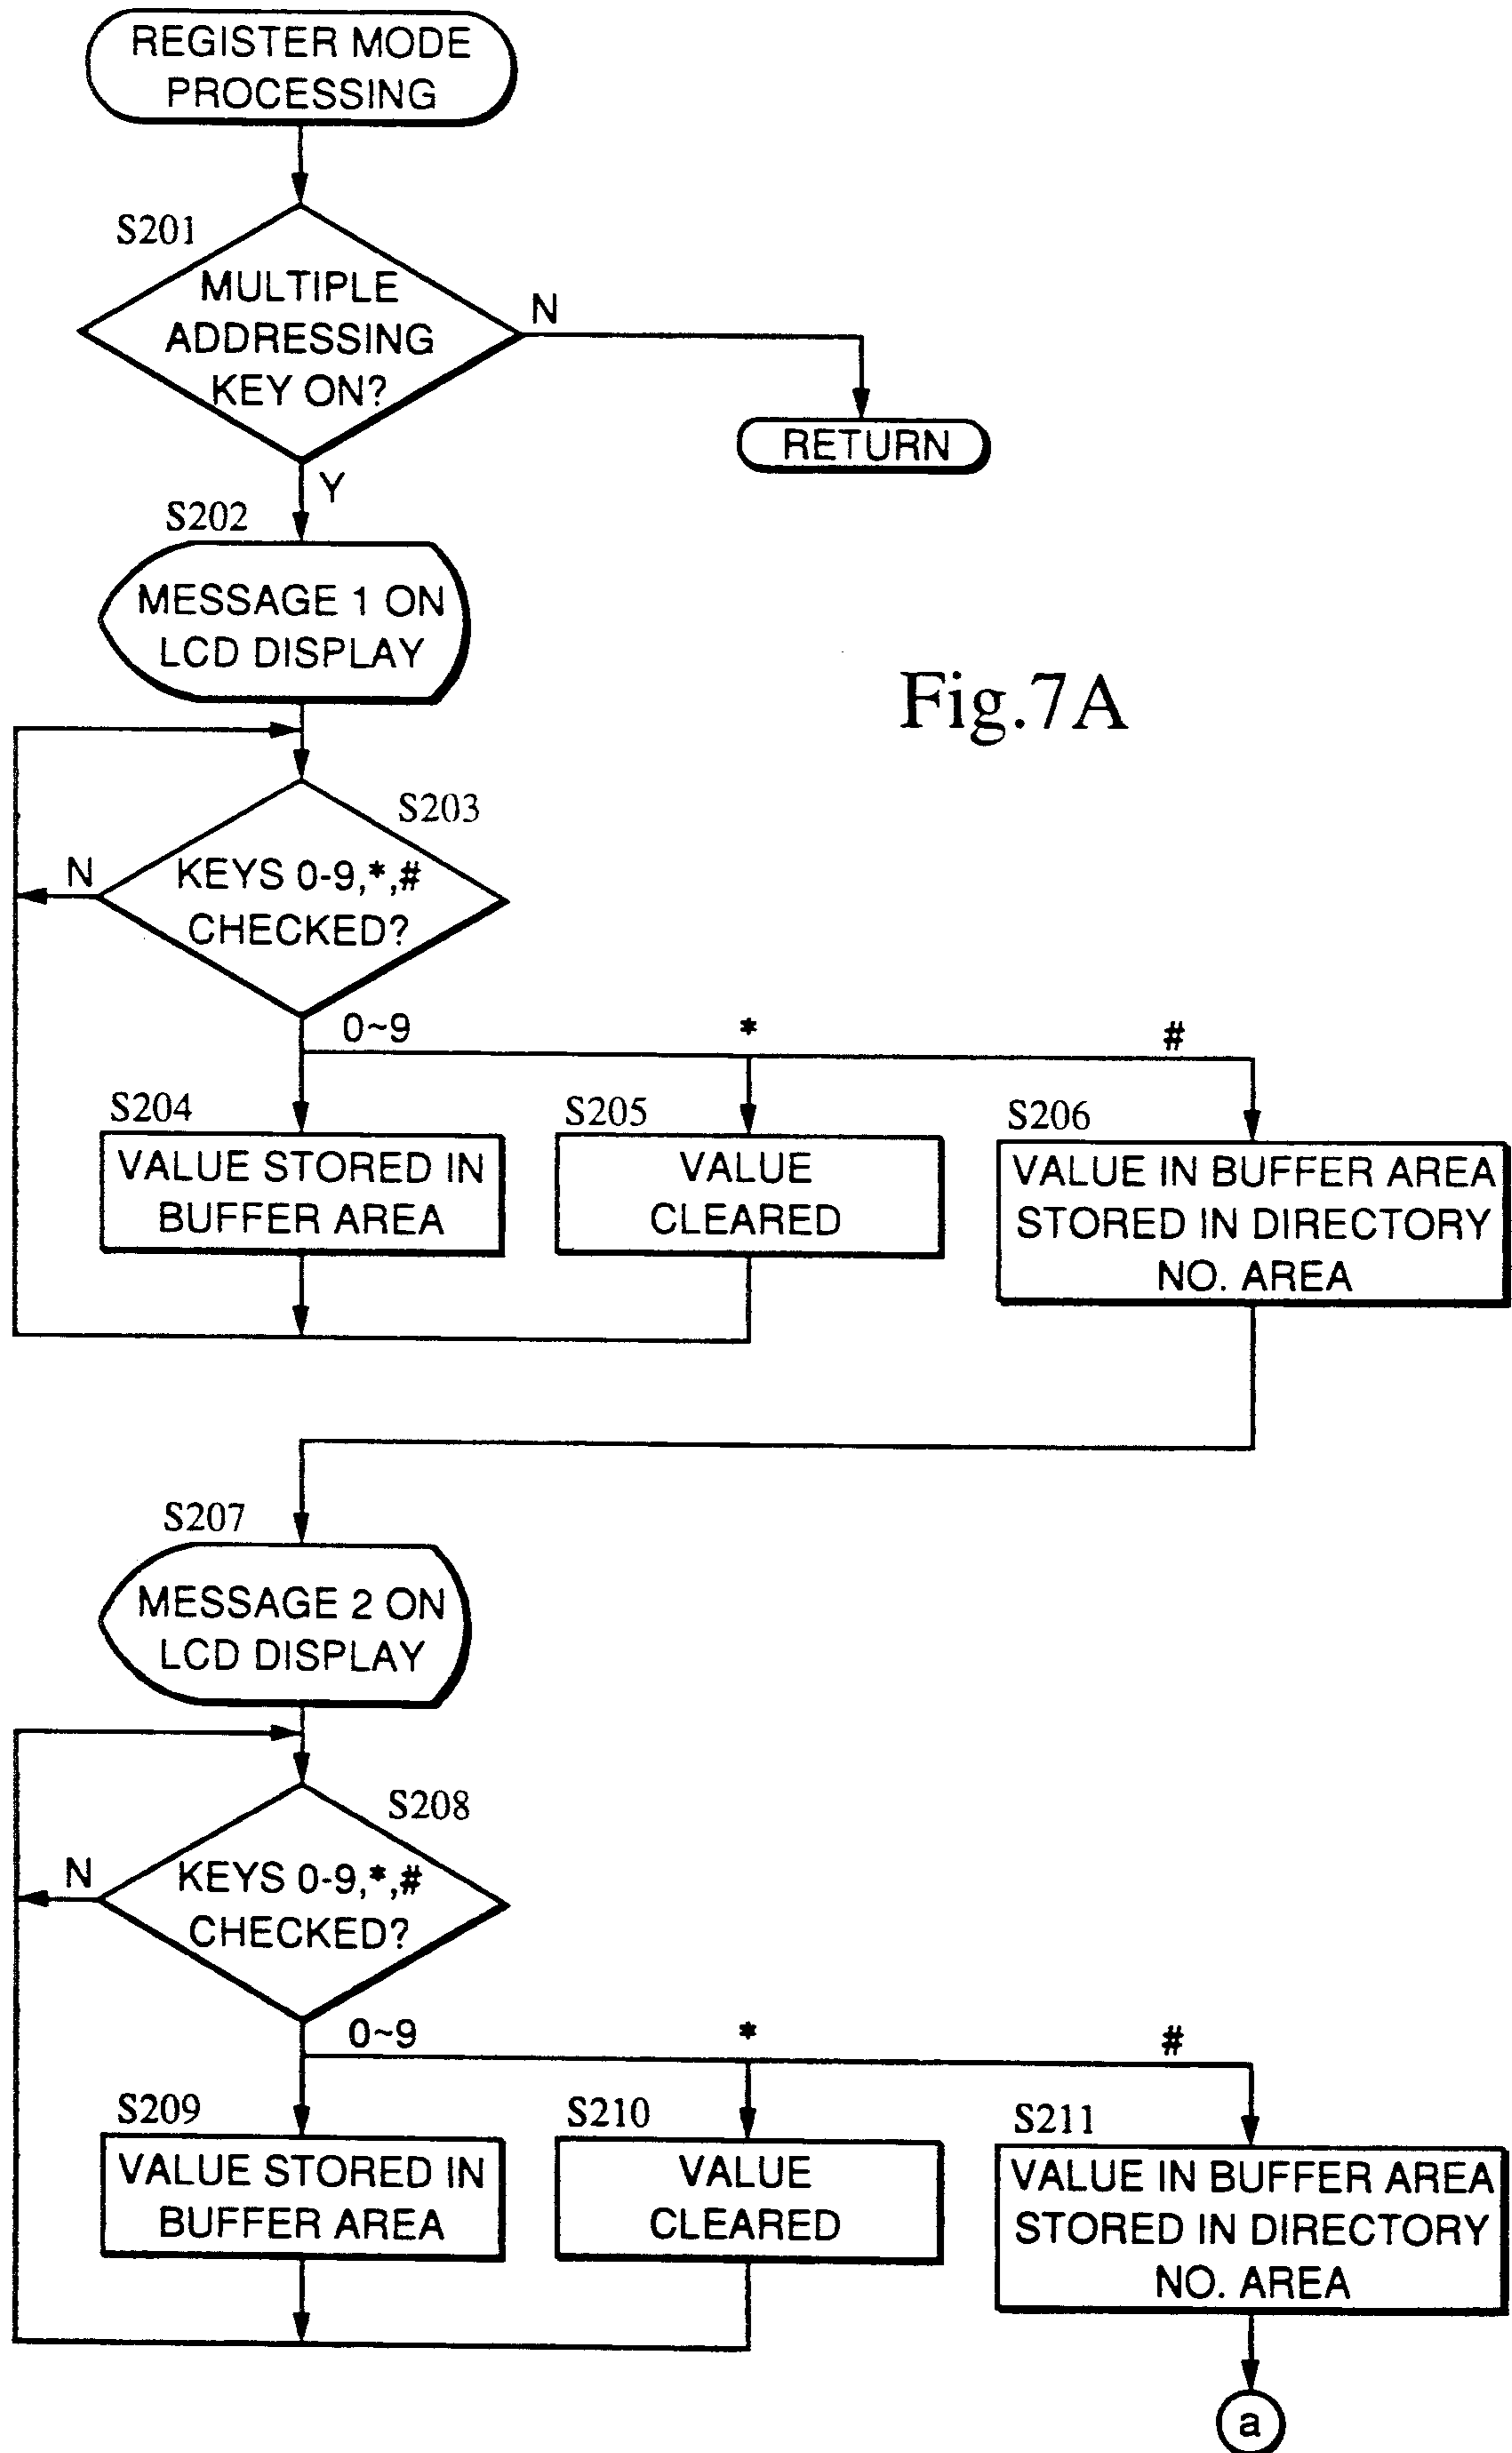 REGISTER MODE
PROCESSING
S201
MULTIPLE
ADDRESSING
KEY ON?
N
RETURN
Y
S202
MESSAGE 1 ON
LCD DISPLAY
Fig.7A
S203
N
KEYS 0-9,*,#
CHECKED?
0~9
*
#
S204
VALUE STORED IN
BUFFER AREA
S205
VALUE
CLEARED
S206
VALUE IN BUFFER AREA
STORED IN DIRECTORY
NO. AREA
S207
MESSAGE 2 ON
LCD DISPLAY
S208
N
KEYS 0-9,*,#
CHECKED?
0~9
*
#
S209
VALUE STORED IN
BUFFER AREA
S210
VALUE
CLEARED
S211
VALUE IN BUFFER AREA
STORED IN DIRECTORY
NO. AREA
a